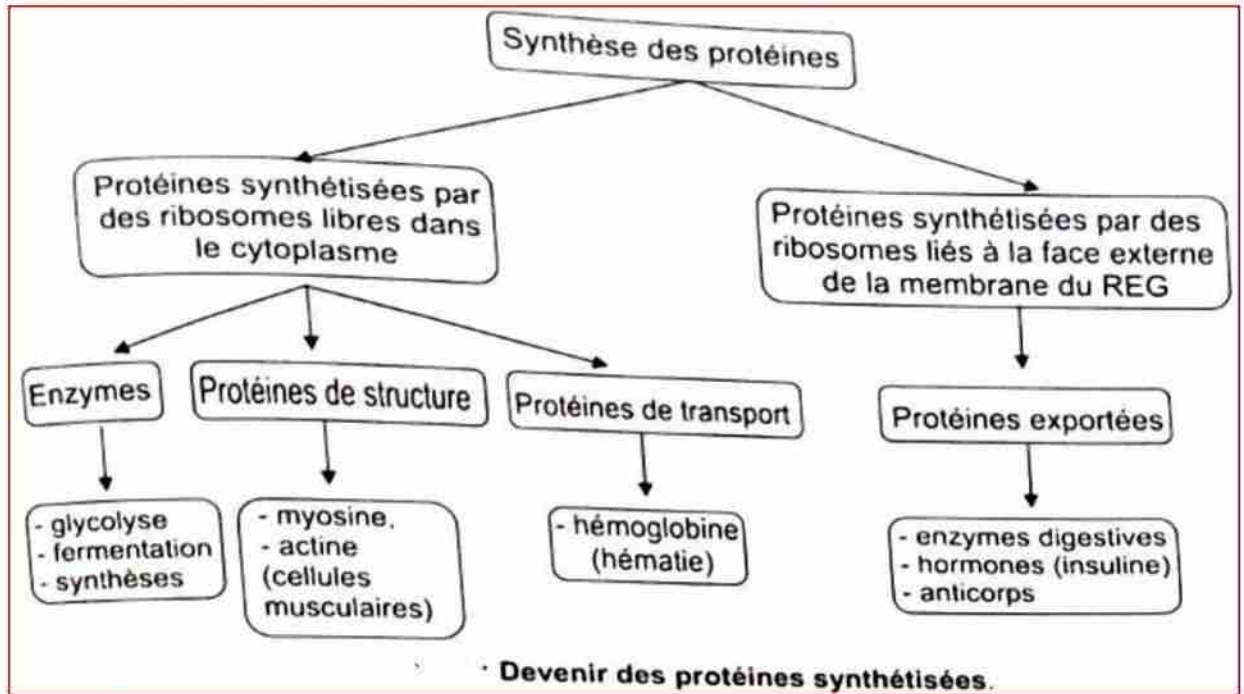 Synthèse des protéines
Protéines synthétisées par
des ribosomes libres dans
le cytoplasme
Protéines synthétisées par des
ribosomes liés à la face externe
de la membrane du REG
Enzymes
Protéines de structure
Protéines de transport
Protéines exportées
- glycolyse
- fermentation
- synthèses
- myosine,
- actine
(cellules
musculaires)
- hémoglobine
(hématie)
- enzymes digestives
- hormones (insuline)
- anticorps
Devenir des protéines synthétisées.